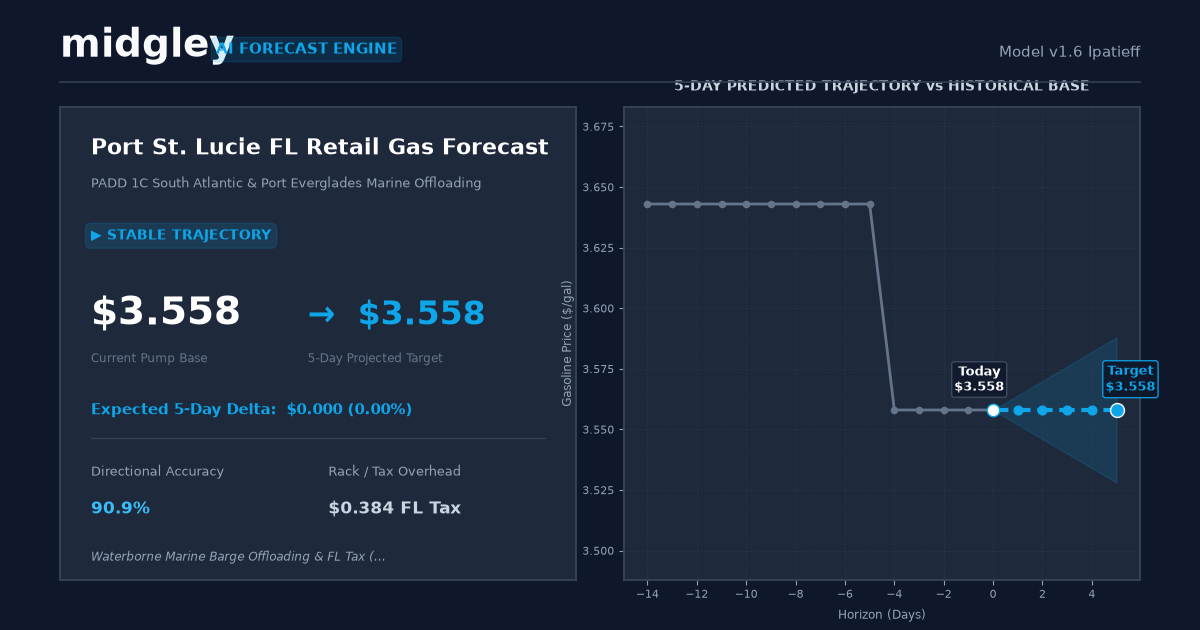 midgley
AI FORECAST ENGINE
Model v1.6 Ipatieff
Port St. Lucie FL Retail Gas Forecast
PADD 1C South Atlantic & Port Everglades Marine Offloading
▶ STABLE TRAJECTORY
$3.558
→ $3.558
Current Pump Base
5-Day Projected Target
Expected 5-Day Delta: $0.000 (0.00%)
Directional Accuracy
Rack / Tax Overhead
90.9%
$0.384 FL Tax
Waterborne Marine Barge Offloading & FL Tax (...
5-DAY PREDICTED TRAJECTORY vs HISTORICAL BASE
Gasoline Price ($/gal)
3.675
3.650
3.625
3.600
3.575
3.550
3.525
3.500
Today
$3.558
Target
$3.558
−14 −12 −10 −8 −6 −4 −2 0 2 4
Horizon (Days)